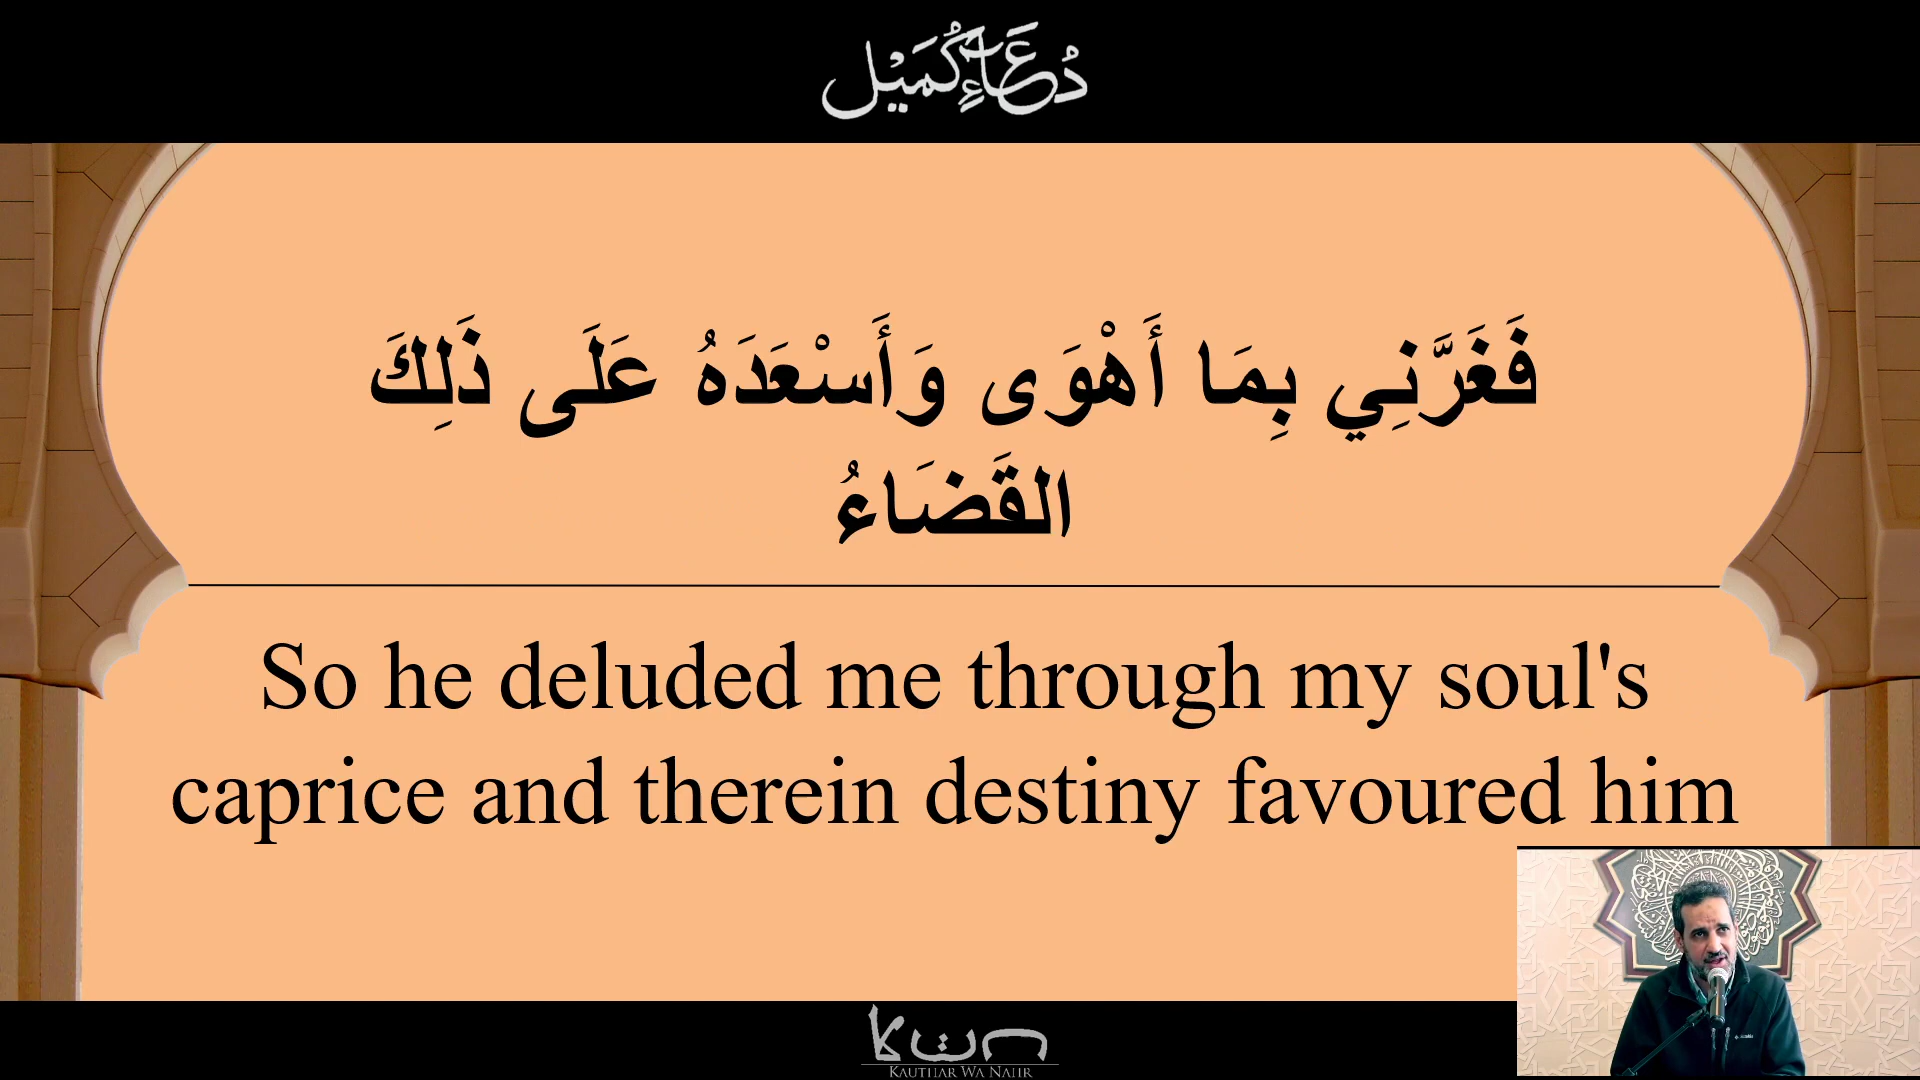 دُعَاءِ كُمَيْل
فَغَرَّنِي بِمَا أَهْوَى وَأَسْعَدَهُ عَلَى ذَلِكَ
القَضَاءُ
So he deluded me through my soul's
caprice and therein destiny favoured him
KAUTHAR WA NAHR